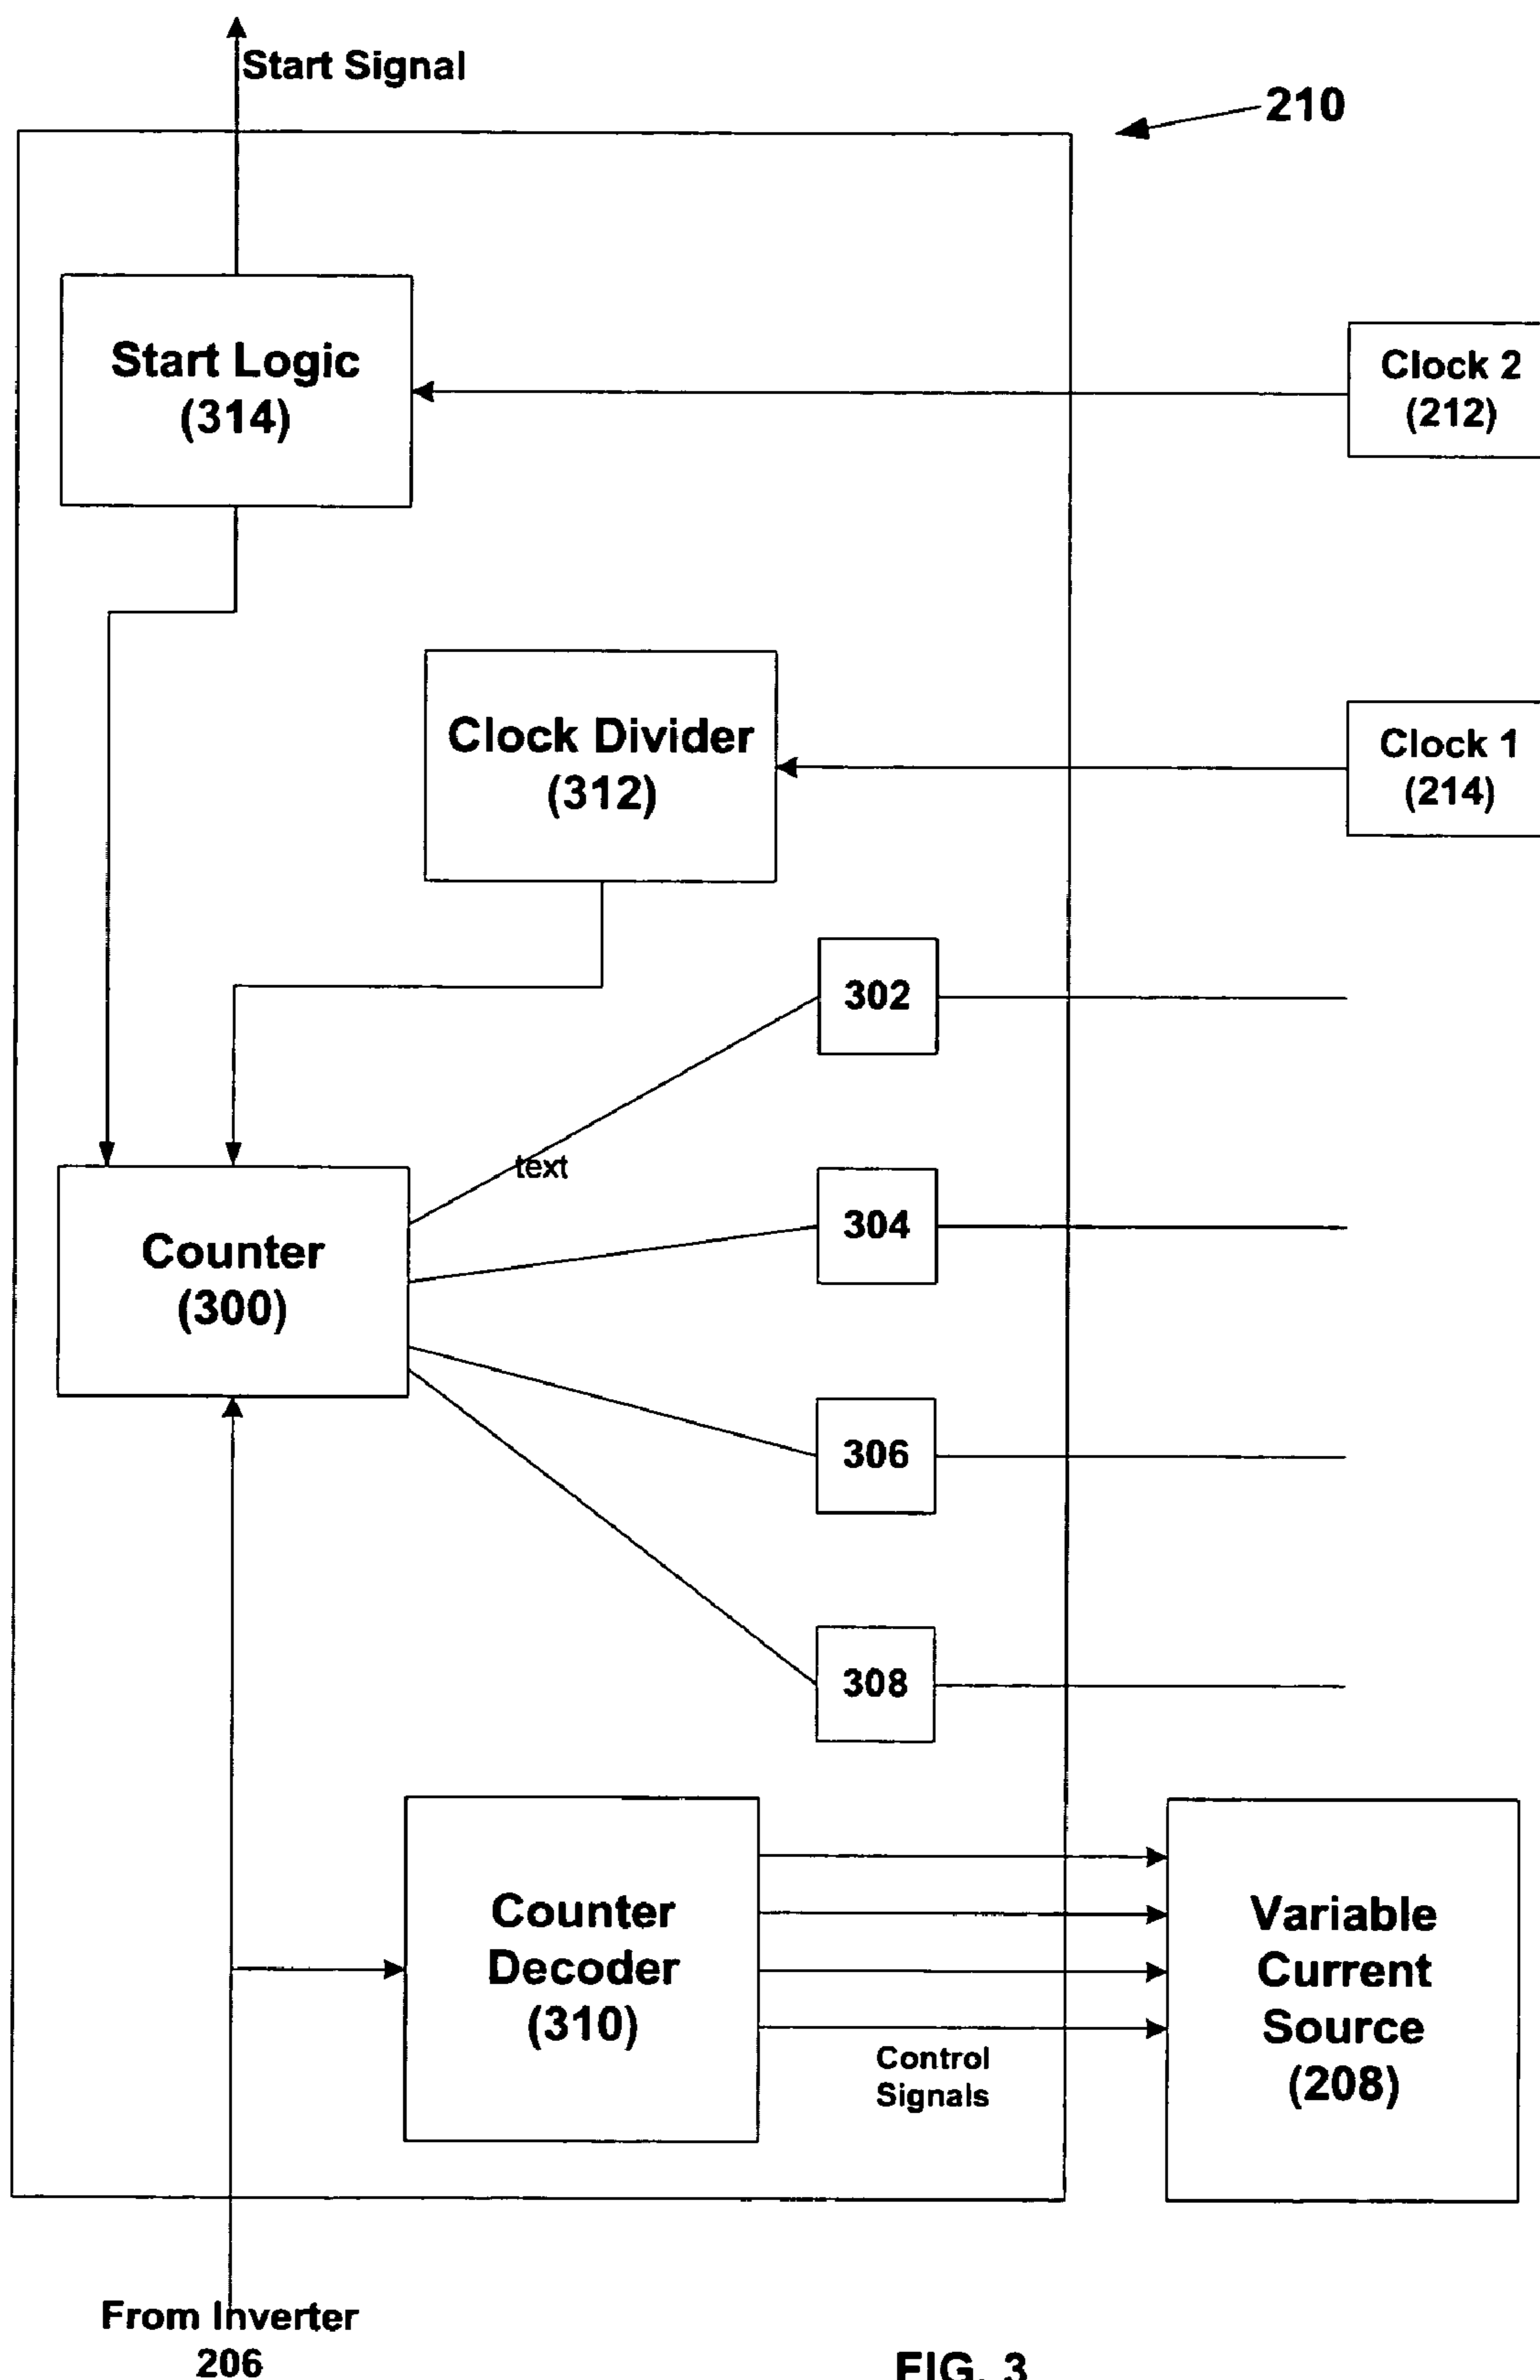 Start Signal
210
Start Logic
(314)
Clock 2
(212)
Clock Divider
(312)
Clock 1
(214)
302
text
304
Counter
(300)
306
308
Counter
Decoder
(310)
Control
Signals
Variable
Current
Source
(208)
From Inverter
206
FIG. 3